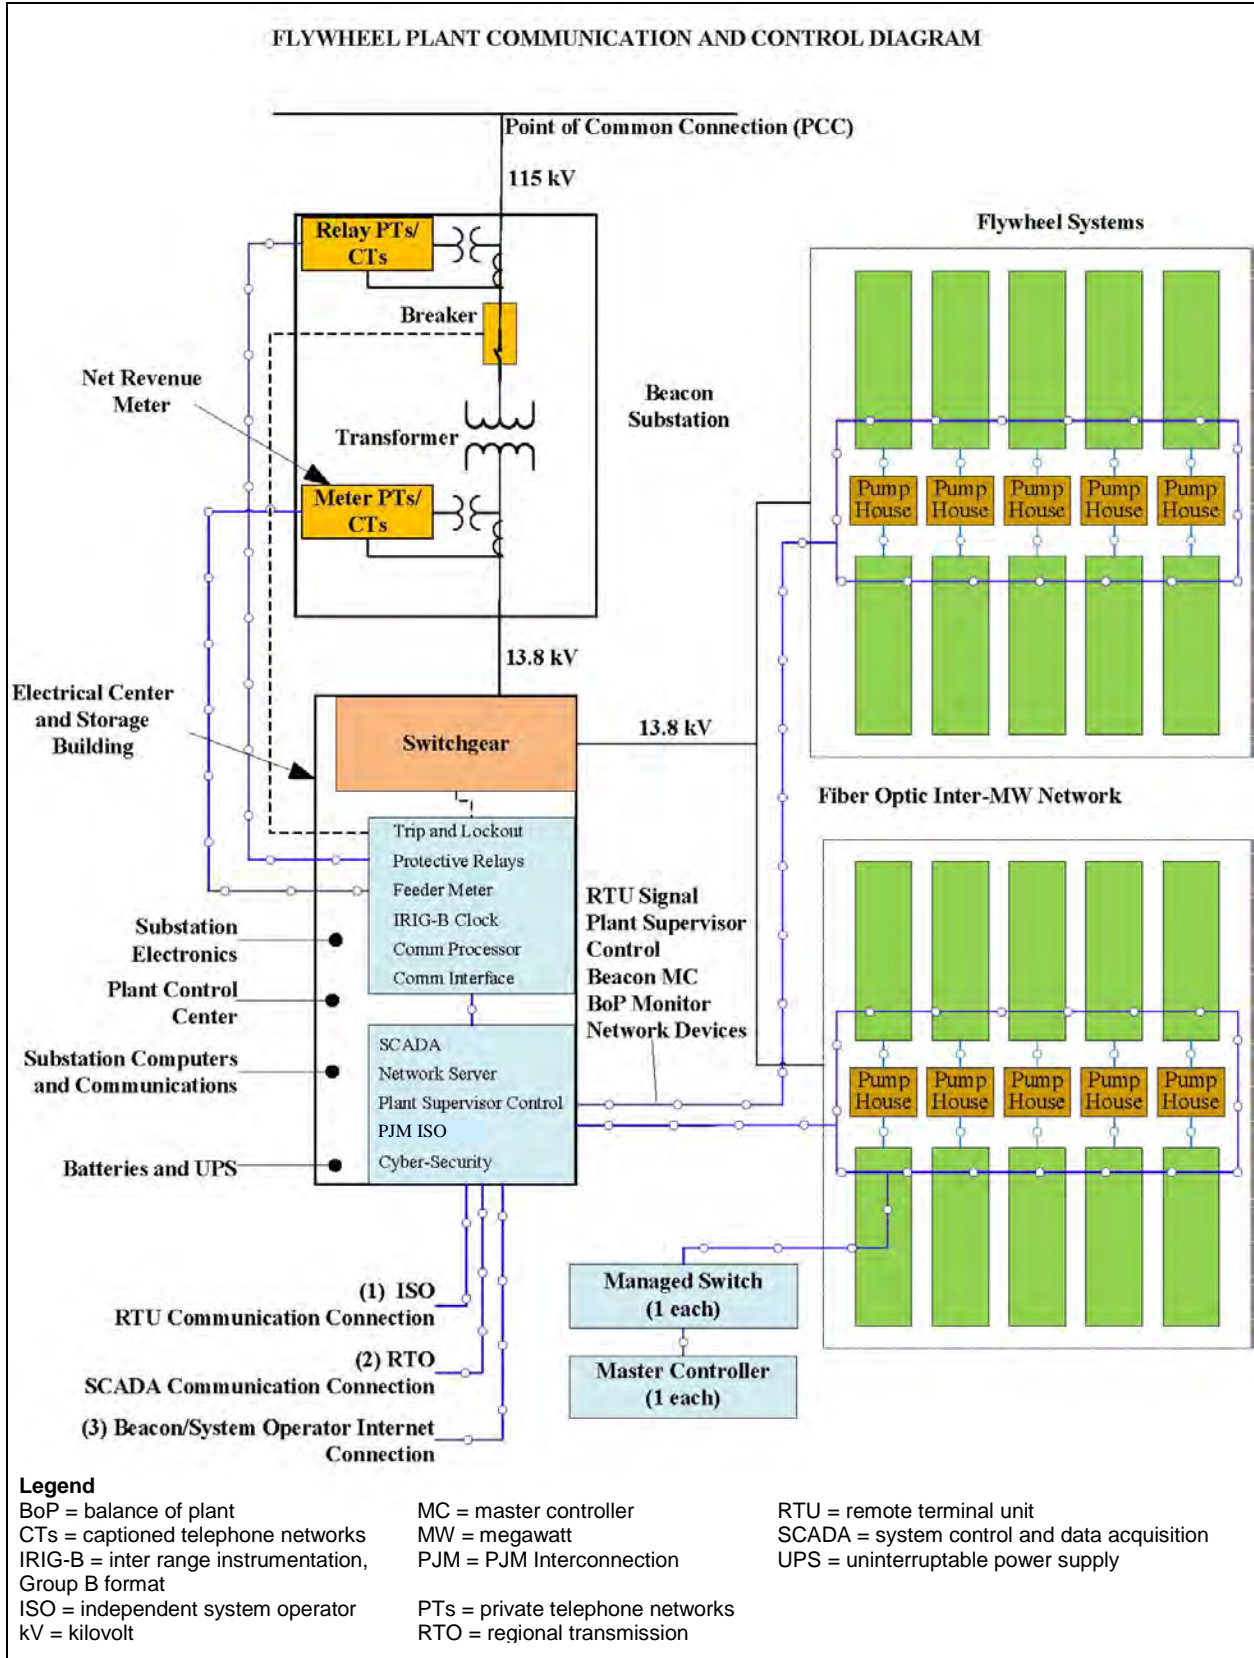 FLYWHEEL PLANT COMMUNICATION AND CONTROL DIAGRAM
Point of Common Connection (PCC)
115 kV
Relay PTs/
CTs
Breaker
Net Revenue
Meter
Transformer
Meter PTs/
CTs
Beacon
Substation
13.8 kV
Electrical Center
and Storage
Building
Switchgear
13.8 kV
Trip and Lockout
Protective Relays
Feeder Meter
IRIG-B Clock
Comm Processor
Comm Interface
Substation
Electronics
Plant Control
Center
Substation Computers
and Communications
Batteries and UPS
SCADA
Network Server
Plant Supervisor Control
PJM ISO
Cyber-Security
RTU Signal
Plant Supervisor
Control
Beacon MC
BoP Monitor
Network Devices
Flywheel Systems
Pump
House
Pump
House
Pump
House
Pump
House
Pump
House
Fiber Optic Inter-MW Network
Pump
House
Pump
House
Pump
House
Pump
House
Pump
House
Managed Switch
(1 each)
Master Controller
(1 each)
(1) ISO
RTU Communication Connection
(2) RTO
SCADA Communication Connection
(3) Beacon/System Operator Internet
Connection
Legend
BoP = balance of plant
CTs = captioned telephone networks
IRIG-B = inter range instrumentation,
Group B format
ISO = independent system operator
kV = kilovolt
MC = master controller
MW = megawatt
PJM = PJM Interconnection
PTs = private telephone networks
RTO = regional transmission
RTU = remote terminal unit
SCADA = system control and data acquisition
UPS = uninterruptable power supply